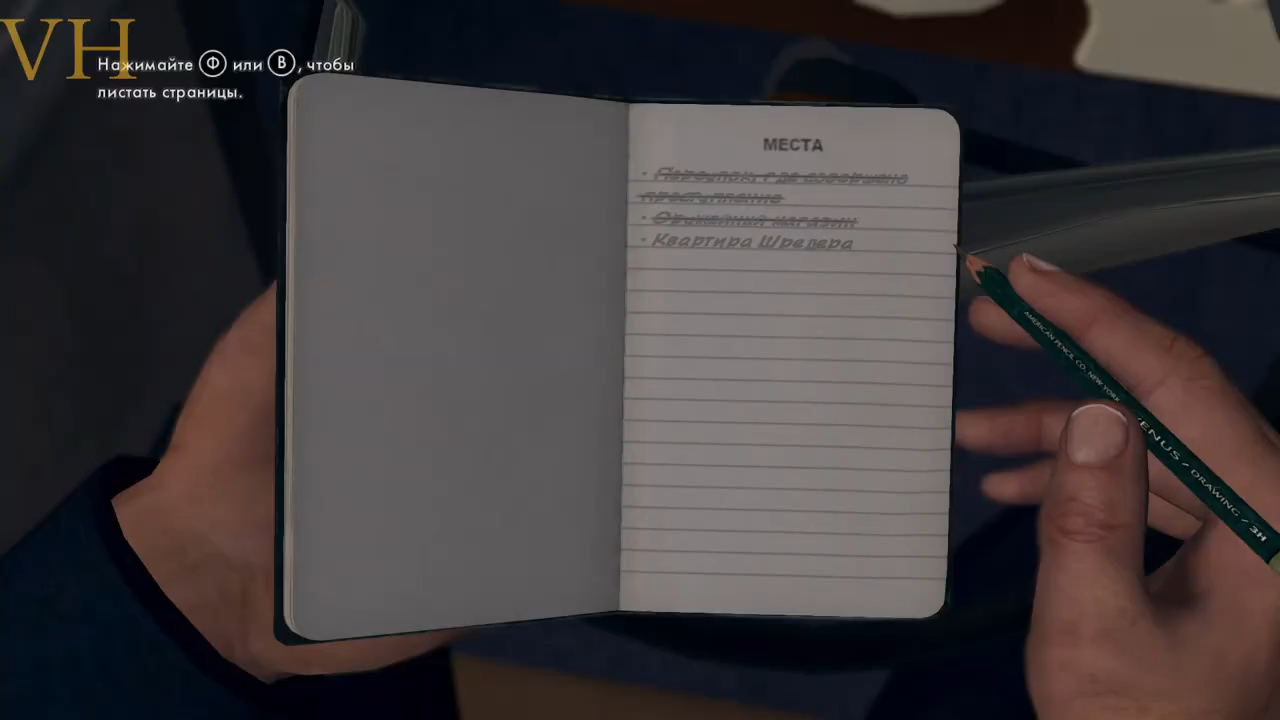 VH
Нажимайте Ф или В, чтобы
листать страницы.
МЕСТА
- Переулок, где совершено
преступление
- Оружейный магазин
- Квартира Шредера
AMERICAN PENCIL CO. NEW YORK
VENUS / DRAWING / 3H